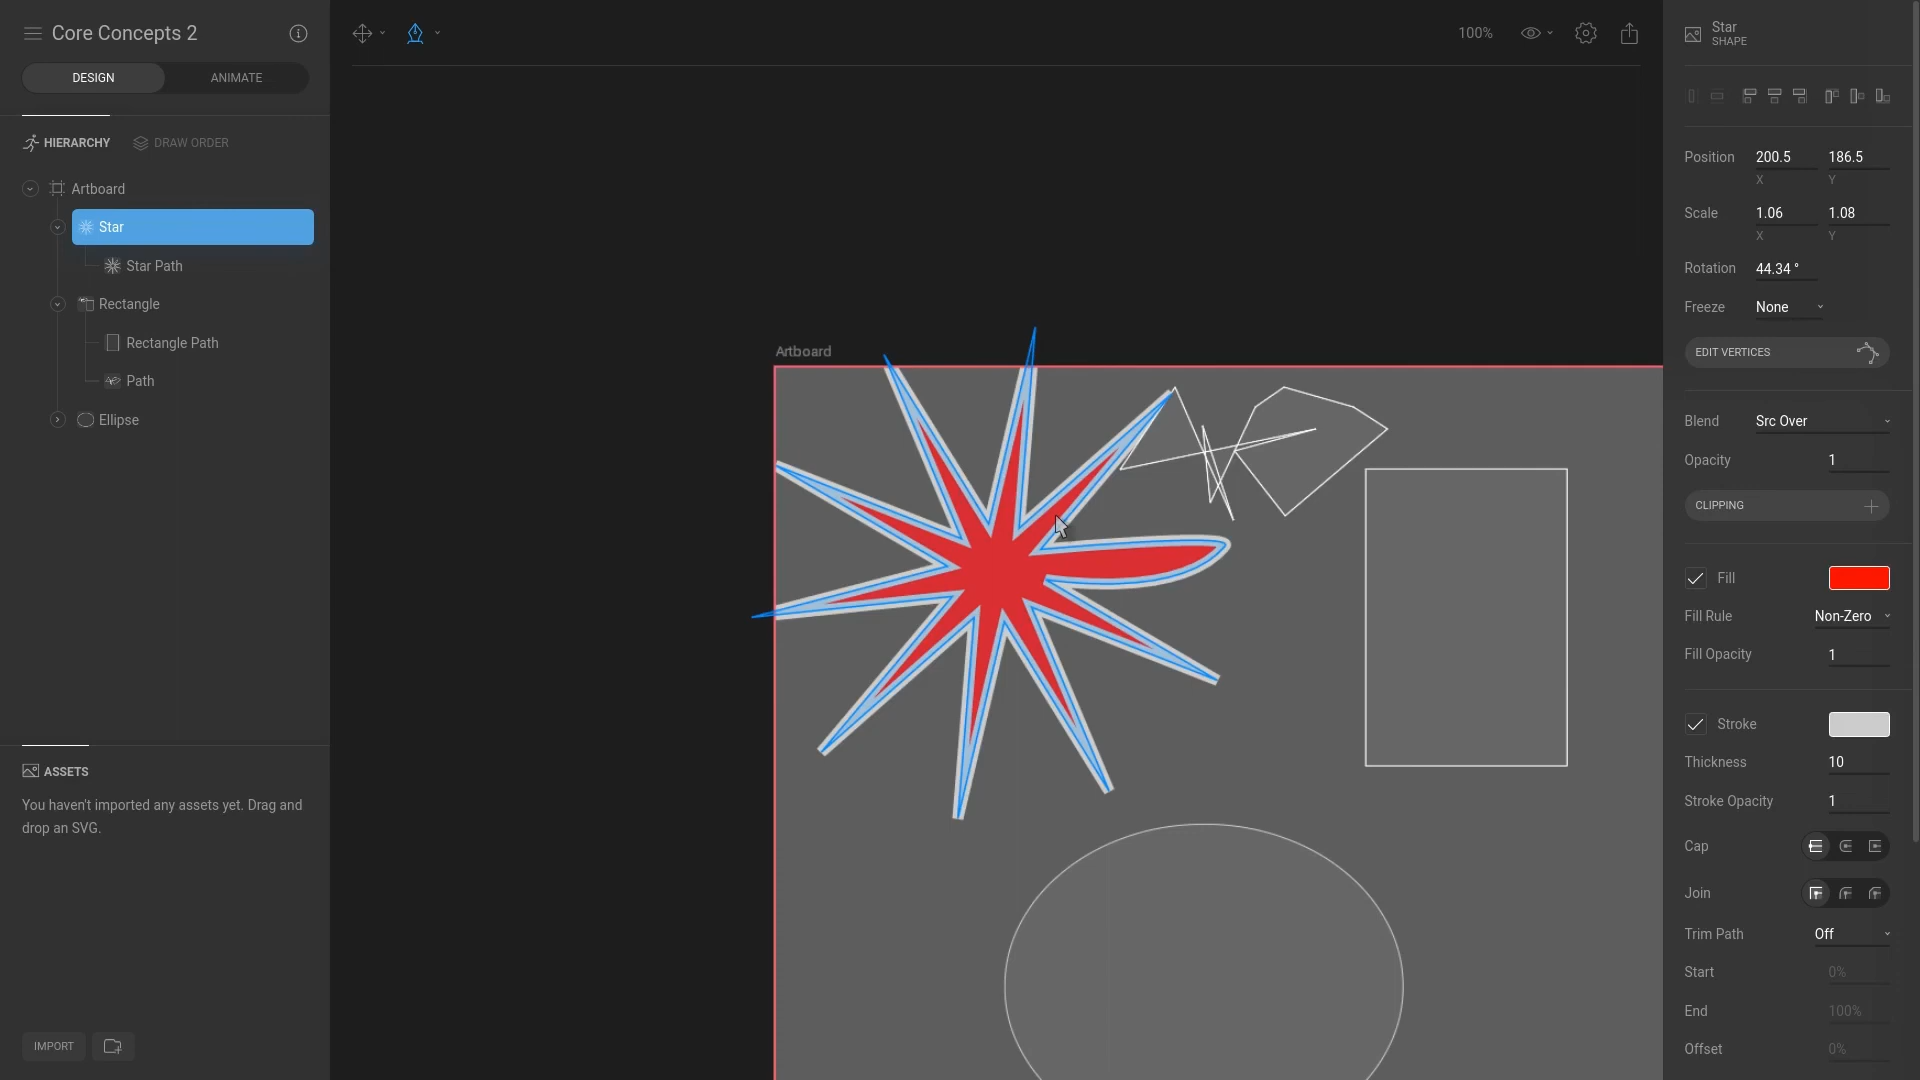 Core Concepts 2
DESIGN
ANIMATE
HIERARCHY
DRAW ORDER
Artboard
Star
Star Path
Rectangle
Rectangle Path
Path
Ellipse
ASSETS
You haven't imported any assets yet. Drag and
drop an SVG.
IMPORT
100%
Artboard
Star
SHAPE
Position 200.5 186.5
X Y
Scale 1.06 1.08
X Y
Rotation 44.34 °
Freeze None
EDIT VERTICES
Blend Src Over
Opacity 1
CLIPPING
Fill
Fill Rule Non-Zero
Fill Opacity 1
Stroke
Thickness 10
Stroke Opacity 1
Cap
Join
Trim Path Off
Start 0%
End 100%
Offset 0%